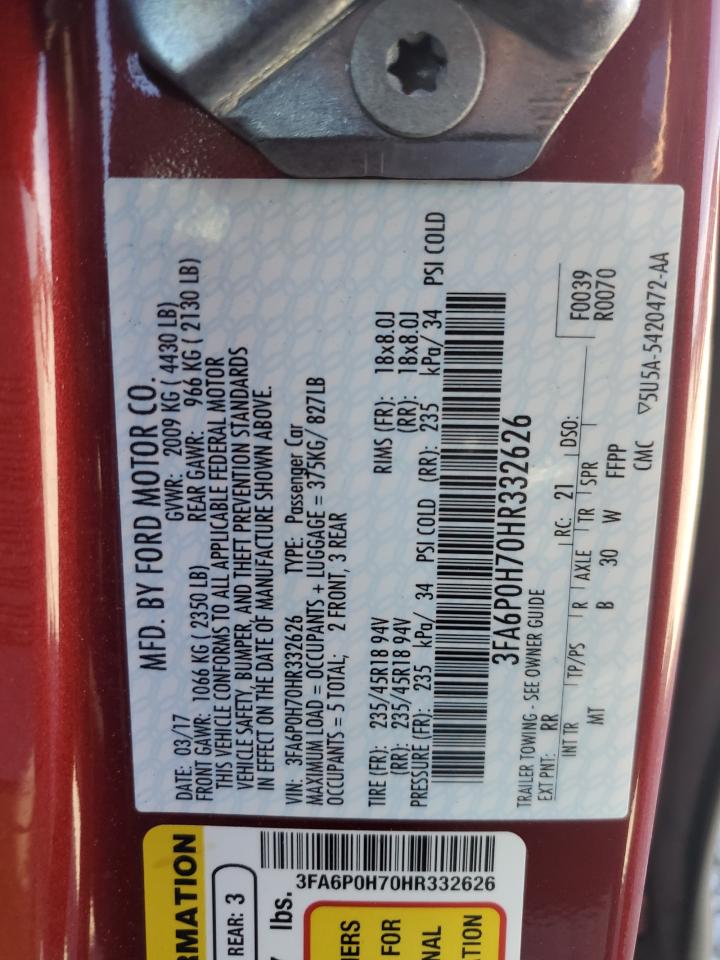 MFD. BY FORD MOTOR CO.
DATE: 03/17 GVWR: 2009 KG ( 4430 LB)
FRONT GAWR: 1066 KG ( 2350 LB) REAR GAWR: 966 KG ( 2130 LB)
THIS VEHICLE CONFORMS TO ALL APPLICABLE FEDERAL MOTOR
VEHICLE SAFETY, BUMPER, AND THEFT PREVENTION STANDARDS
IN EFFECT ON THE DATE OF MANUFACTURE SHOWN ABOVE.
VIN: 3FA6P0H70HR332626 TYPE: Passenger Car
MAXIMUM LOAD = OCCUPANTS + LUGGAGE = 375KG/ 827LB
OCCUPANTS = 5 TOTAL; 2 FRONT, 3 REAR
TIRE (FR): 235/45R18 94V RIMS (FR): 18x8.0J
(RR): 235/45R18 94V (RR): 18x8.0J
PRESSURE (FR): 235 kPa/ 34 PSI COLD (RR): 235 kPa/ 34 PSI COLD
3FA6P0H70HR332626
TRAILER TOWING - SEE OWNER GUIDE
EXT PNT: RR RC: 21 DSO: F0039
R0070
INT TR TP/PS R AXLE TR SPR
MT B 30 W FFPP
CMC ▽5U5A-5420472-AA
RMATION
REAR: 3
lbs.
3FA6P0H70HR332626
FOR